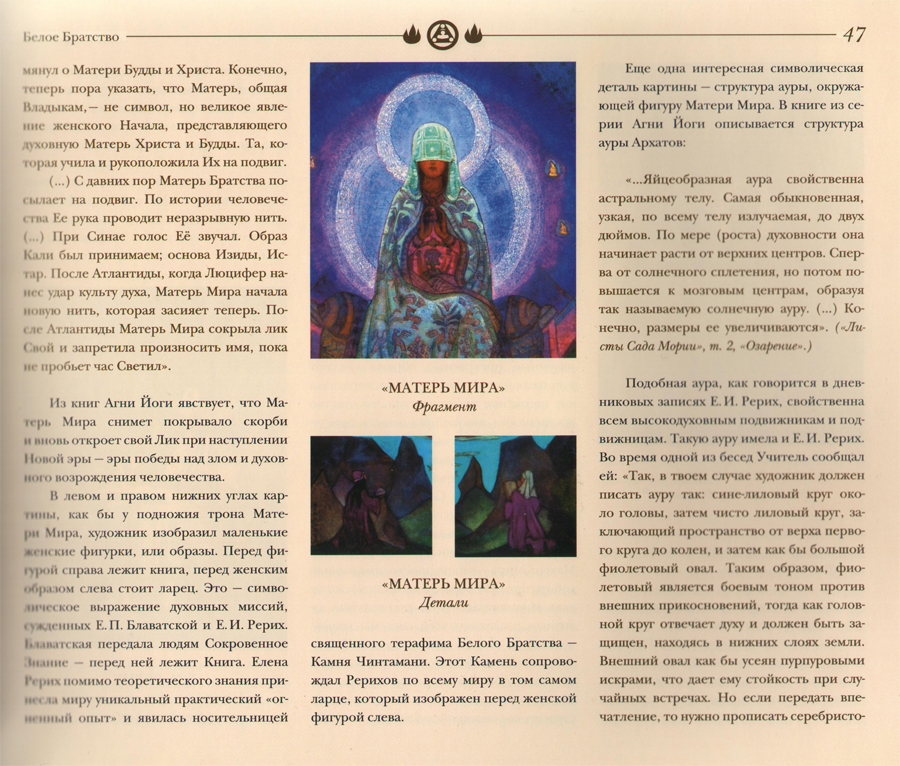 Белое Братство
47
мянул о Матери Будды и Христа. Конечно,
теперь пора указать, что Матерь, общая
Владыкам, – не символ, но великое явле-
ние женского Начала, представляющего
духовную Матерь Христа и Будды. Та, ко-
торая учила и рукоположила Их на подвиг.
(...) С давних пор Матерь Братства по-
сылает на подвиг. По истории человече-
ства Ее рука проводит неразрывную нить.
(...) При Синае голос Её звучал. Образ
Кали был принимаем; основа Изиды, Ис-
тар. После Атлантиды, когда Люцифер на-
нес удар культу духа, Матерь Мира начала
новую нить, которая засияет теперь. По-
сле Атлантиды Матерь Мира сокрыла лик
Свой и запретила произносить имя, пока
не пробьет час Светил».
Из книг Агни Йоги явствует, что Ма-
терь Мира снимет покрывало скорби
и вновь откроет свой Лик при наступлении
Новой эры – эры победы над злом и духов-
ного возрождения человечества.
В левом и правом нижних углах кар-
тины, как бы у подножия трона Мате-
ри Мира, художник изобразил маленькие
женские фигурки, или образы. Перед фи-
гурой справа лежит книга, перед женским
образом слева стоит ларец. Это – симво-
лическое выражение духовных миссий,
сужденных Е. П. Блаватской и Е. И. Рерих.
Блаватская передала людям Сокровенное
Знание – перед ней лежит Книга. Елена
Рерих помимо теоретического знания при-
несла миру уникальный практический «ог-
ненный опыт» и явилась носительницей
«МАТЕРЬ МИРА»
Фрагмент
«МАТЕРЬ МИРА»
Детали
священного терафима Белого Братства –
Камня Чинтамани. Этот Камень сопрово-
ждал Рерихов по всему миру в том самом
ларце, который изображен перед женской
фигурой слева.
Еще одна интересная символическая
деталь картины – структура ауры, окружа-
ющей фигуру Матери Мира. В книге из се-
рии Агни Йоги описывается структура
ауры Архатов:
«...Яйцеобразная аура свойственна
астральному телу. Самая обыкновенная,
узкая, по всему телу излучаемая, до двух
дюймов. По мере (роста) духовности она
начинает расти от верхних центров. Спер-
ва от солнечного сплетения, но потом по-
вышается к мозговым центрам, образуя
так называемую солнечную ауру. (...) Ко-
нечно, размеры ее увеличиваются». («Ли-
сты Сада Мории», т. 2, «Озарение».)
Подобная аура, как говорится в днев-
никовых записях Е. И. Рерих, свойственна
всем высокодуховным подвижникам и под-
вижницам. Такую ауру имела и Е. И. Рерих.
Во время одной из бесед Учитель сообщал
ей: «Так, в твоем случае художник должен
писать ауру так: сине-лиловый круг око-
ло головы, затем чисто лиловый круг, за-
ключающий пространство от верха перво-
го круга до колен, и затем как бы большой
фиолетовый овал. Таким образом, фио-
летовый является боевым тоном против
внешних прикосновений, тогда как голов-
ной круг отвечает духу и должен быть за-
щищен, находясь в нижних слоях земли.
Внешний овал как бы усеян пурпуровыми
искрами, что дает ему стойкость при слу-
чайных встречах. Но если передать впе-
чатление, то нужно прописать серебристо-